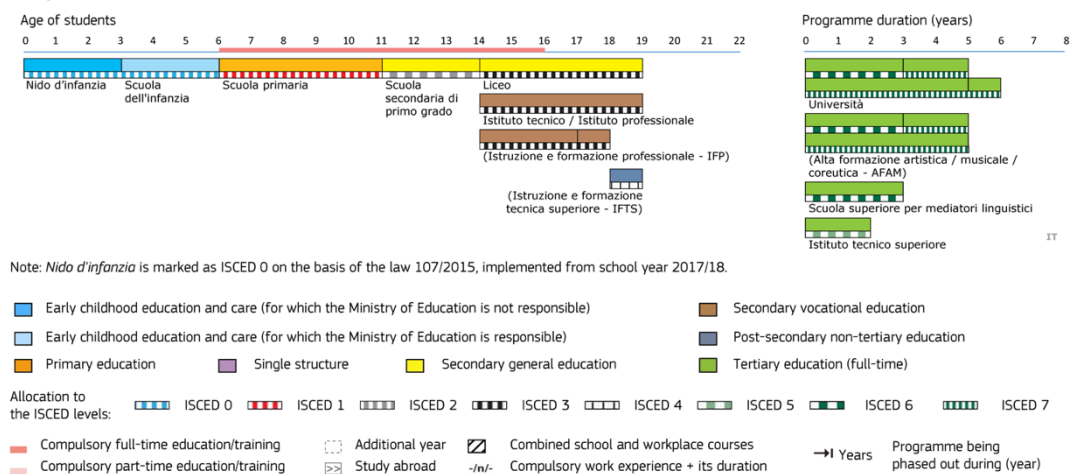 Age of students
Programme duration (years)
0 1 2 3 4 5 6 7 8 9 10 11 12 13 14 15 16 17 18 19 20 21 22
0 1 2 3 4 5 6 7 8
Nido d'infanzia
Scuola
dell'infanzia
Scuola primaria
Scuola
secondaria di
primo grado
Liceo
Istituto tecnico / Istituto professionale
(Istruzione e formazione professionale - IFP)
(Istruzione e formazione
tecnica superiore - IFTS)
Università
(Alta formazione artistica / musicale /
coreutica - AFAM)
Scuola superiore per mediatori linguistici
Istituto tecnico superiore
IT
Note: Nido d'infanzia is marked as ISCED 0 on the basis of the law 107/2015, implemented from school year 2017/18.
Early childhood education and care (for which the Ministry of Education is not responsible)
Secondary vocational education
Early childhood education and care (for which the Ministry of Education is responsible)
Post-secondary non-tertiary education
Primary education
Single structure
Secondary general education
Tertiary education (full-time)
Allocation to
the ISCED levels:
ISCED 0
ISCED 1
ISCED 2
ISCED 3
ISCED 4
ISCED 5
ISCED 6
ISCED 7
Compulsory full-time education/training
Additional year
Combined school and workplace courses
Years
Programme being
phased out during (year)
Compulsory part-time education/training
>> Study abroad
-/n/- Compulsory work experience + its duration